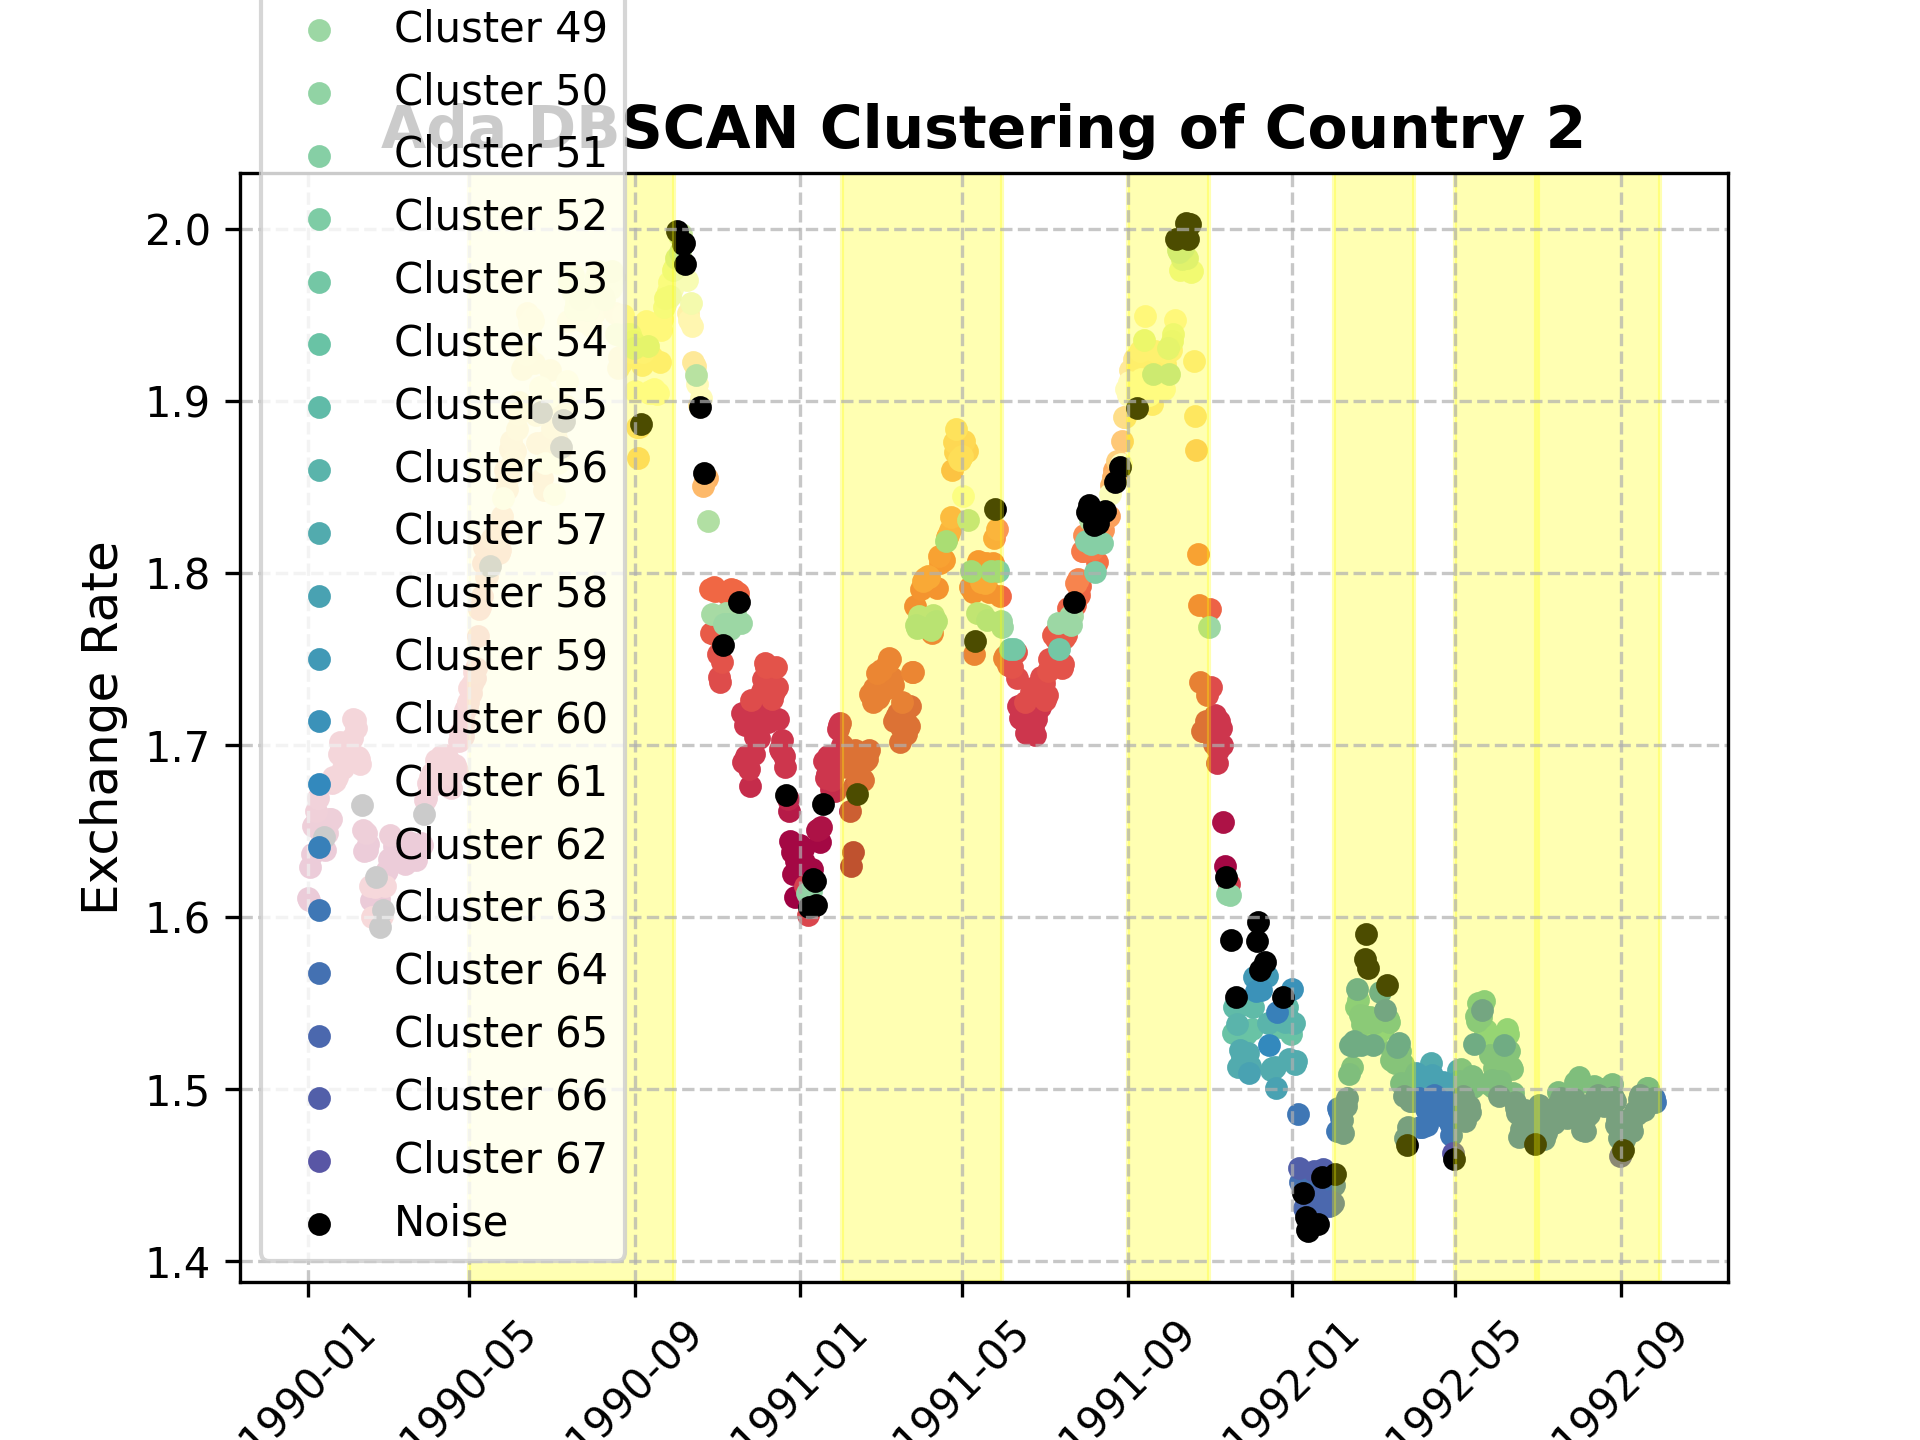 Cluster 49
Cluster 50
Ada DBSCAN Clustering of Country 2
Cluster 51
Cluster 52
Cluster 53
Cluster 54
Cluster 55
Cluster 56
Cluster 57
Cluster 58
Cluster 59
Cluster 60
Cluster 61
Cluster 62
Cluster 63
Cluster 64
Cluster 65
Cluster 66
Cluster 67
Noise
Exchange Rate
2.0
1.9
1.8
1.7
1.6
1.5
1.4
1990-01
1990-05
1990-09
1991-01
1991-05
1991-09
1992-01
1992-05
1992-09